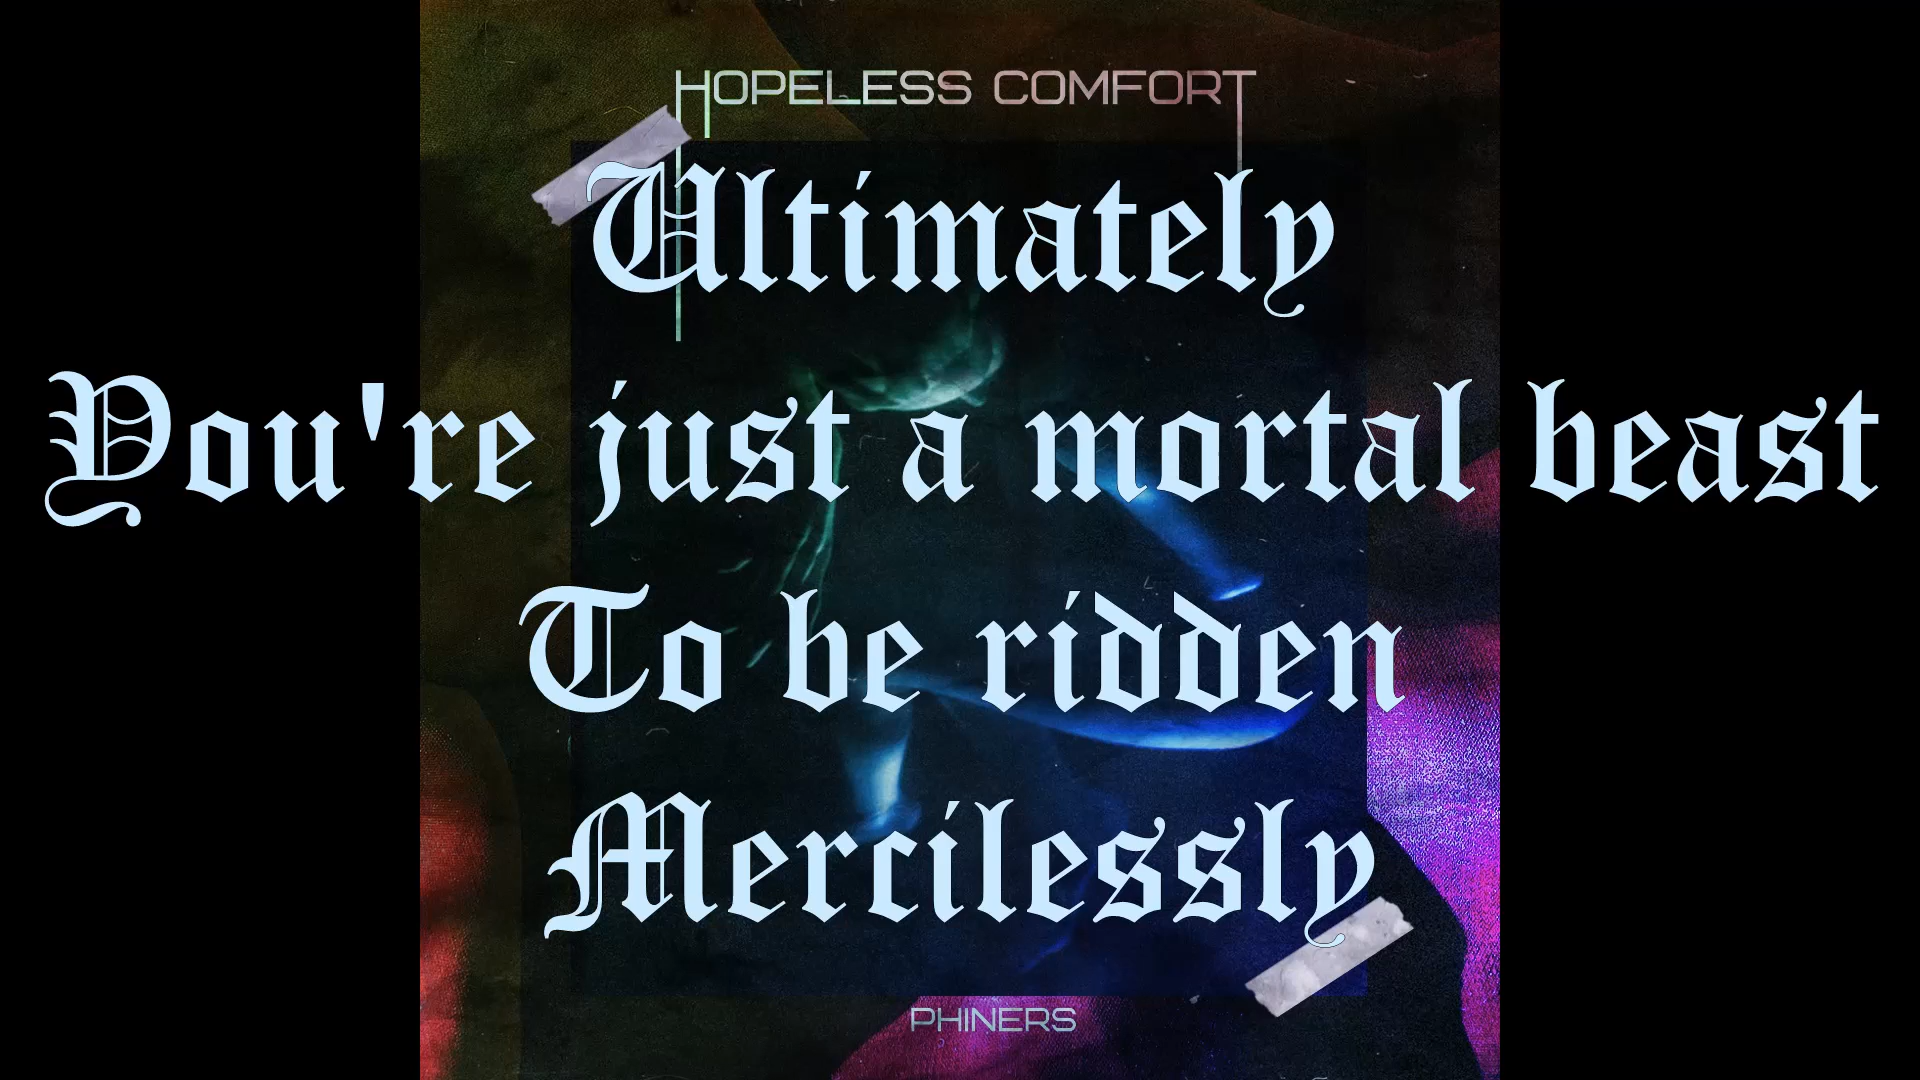 HOPELESS COMFORT
Ultimately
You're just a mortal beast
To be ridden
Mercilessly
PHINERS